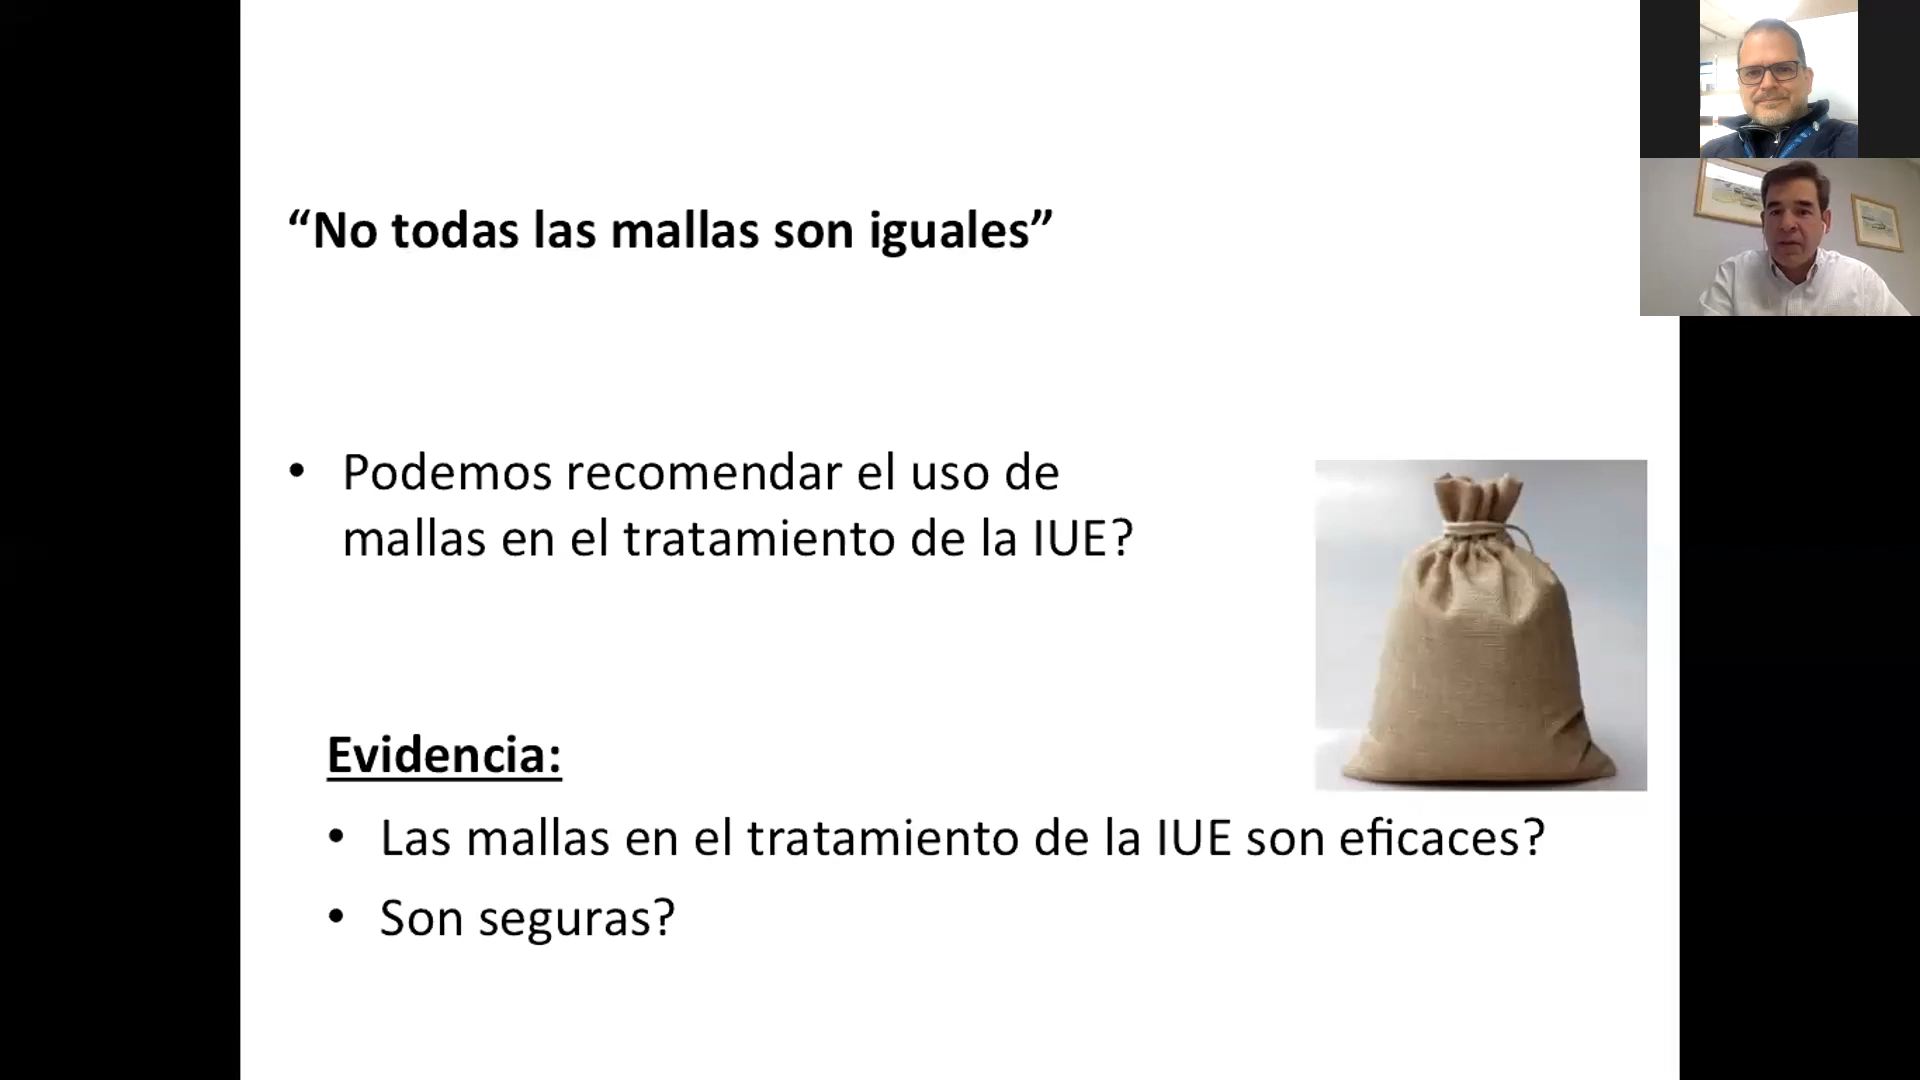 “No todas las mallas son iguales”
• Podemos recomendar el uso de
mallas en el tratamiento de la IUE?
Evidencia:
• Las mallas en el tratamiento de la IUE son eficaces?
• Son seguras?